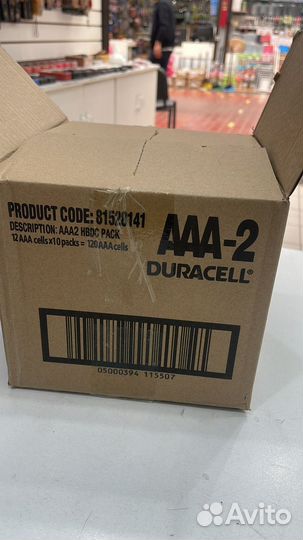 PRODUCT CODE: 81528141
DESCRIPTION: AAA2 HBDC PACK
12 AAA cells x 10 packs = 120 AAA cells
AAA-2
DURACELL®
05000394 115507
Avito